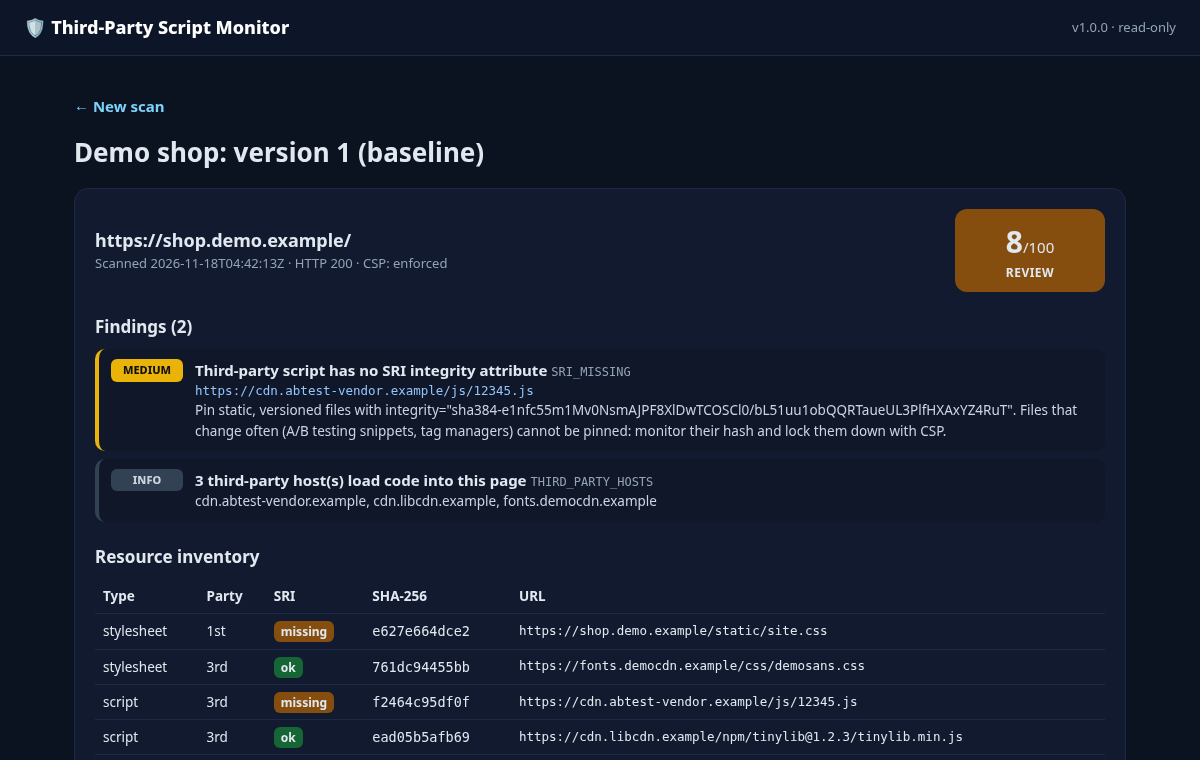 Third-Party Script Monitor
v1.0.0 · read-only
← New scan
Demo shop: version 1 (baseline)
https://shop.demo.example/
Scanned 2026-11-18T04:42:13Z · HTTP 200 · CSP: enforced
8/100
REVIEW
Findings (2)
MEDIUM
Third-party script has no SRI integrity attribute SRI_MISSING
https://cdn.abtest-vendor.example/js/12345.js
Pin static, versioned files with integrity="sha384-e1nfc55m1Mv0NsmAJPF8XlDwTCOSCl0/bL51uu1obQQRTaueUL3PlfHXAxYZ4RuT". Files that
change often (A/B testing snippets, tag managers) cannot be pinned: monitor their hash and lock them down with CSP.
INFO
3 third-party host(s) load code into this page THIRD_PARTY_HOSTS
cdn.abtest-vendor.example, cdn.libcdn.example, fonts.democdn.example
Resource inventory
Type Party SRI SHA-256 URL
stylesheet 1st missing e627e664dce2 https://shop.demo.example/static/site.css
stylesheet 3rd ok 761dc94455bb https://fonts.democdn.example/css/demosans.css
script 3rd missing f2464c95df0f https://cdn.abtest-vendor.example/js/12345.js
script 3rd ok ead05b5afb69 https://cdn.libcdn.example/npm/tinylib@1.2.3/tinylib.min.js